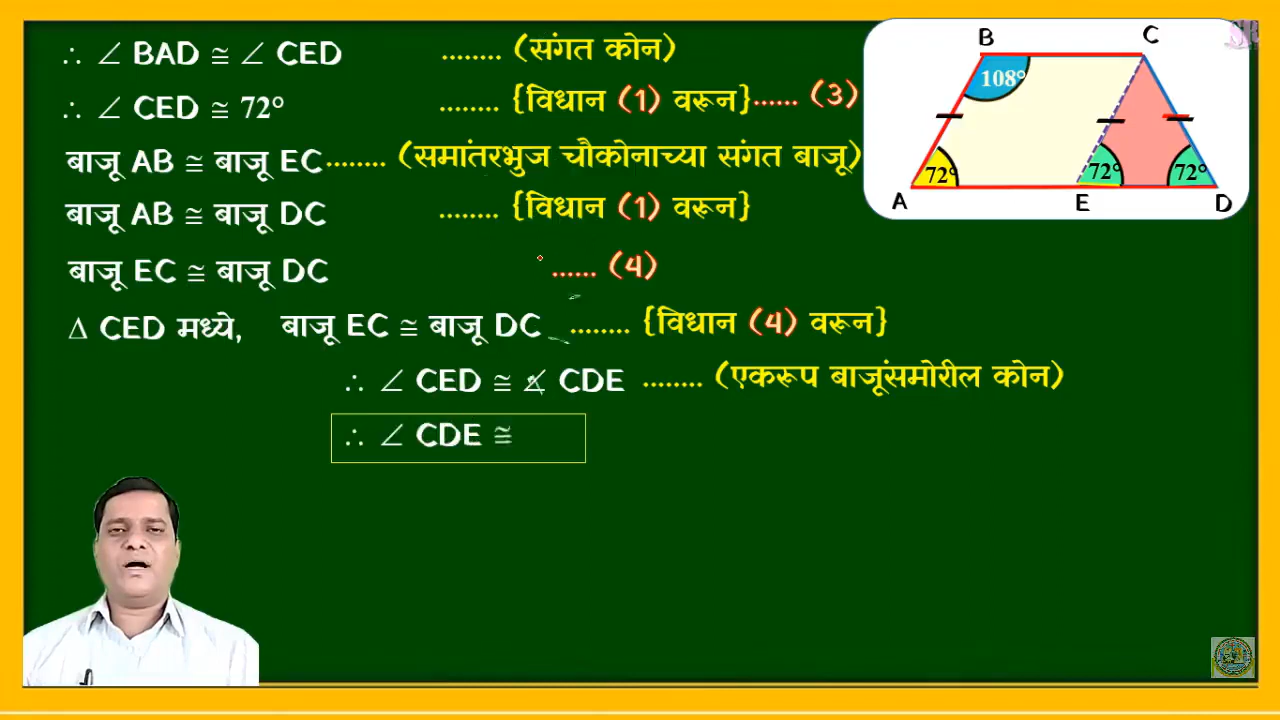 ∴ ∠ BAD ≅ ∠ CED ........ (संगत कोन)
∴ ∠ CED ≅ 72° ........ {विधान (1) वरून}...... (3)
बाजू AB ≅ बाजू EC........ (समांतरभुज चौकोनाच्या संगत बाजू)
बाजू AB ≅ बाजू DC ........ {विधान (1) वरून}
बाजू EC ≅ बाजू DC ...... (4)
Δ CED मध्ये, बाजू EC ≅ बाजू DC ........ {विधान (4) वरून}
∴ ∠ CED ≅ ∠ CDE ........ (एकरूप बाजूंसमोरील कोन)
∴ ∠ CDE ≅
B C
108°
72° 72° 72°
A E D